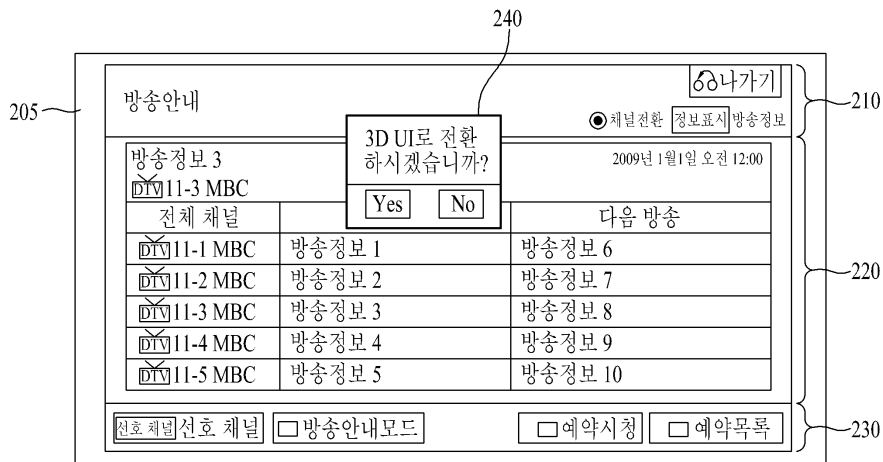 240
205
210
나가기
방송안내
채널전환 정보표시 방송정보
3D UI로 전환
하시겠습니까?
Yes No
방송정보 3
2009년 1월1일 오전 12:00
DTV 11-3 MBC
전체 채널 다음 방송
DTV 11-1 MBC 방송정보 1 방송정보 6
DTV 11-2 MBC 방송정보 2 방송정보 7
220
DTV 11-3 MBC 방송정보 3 방송정보 8
DTV 11-4 MBC 방송정보 4 방송정보 9
DTV 11-5 MBC 방송정보 5 방송정보 10
선호 채널 선호 채널 방송안내모드 예약시청 예약목록
230